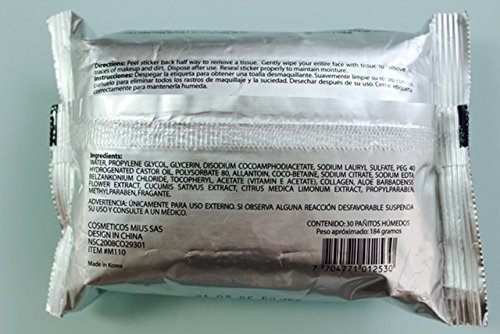 Directions: Peel sticker back half way to remove a tissue. Gently wipe your entire face with tissue to remove
traces of makeup and dirt. Dispose after use. Reseal sticker properly to maintain moisture.
Instrucciones: Despegar la etiqueta para obtener una toalla desmaquillante. Suavemente limpie su rostro con
pañuelo para eliminar todos los rastros de maquillaje y la suciedad. Deschar después de su uso. Cerrar
correctamente para mantenerla humeda.
Ingredients:
WATER, PROPYLENE GLYCOL, GLYCERIN, DISODIUM COCOAMPHODIACETATE, SODIUM LAURYL SULFATE, PEG 40
HYDROGENATED CASTOR OIL, POLYSORBATE 80, ALLANTOIN, COCO-BETAINE, SODIUM CITRATE, SODIUM EDTA
BELZANKONIUM CHLORIDE, TOCOPHERYL, ACETATE (VITAMIN E ACETATE), COLLAGEN, ALOE BARBADENSE
FLOWER EXTRACT, CUCUMIS SATIVUS EXTRACT, CITRUS MEDICA LIMONUM EXTRACT, PROPYLPARABEN,
METHYLPARABEN, FRAGANTE.
ADVERTENCIA: ÚNICAMENTE PARA USO EXTERNO. SI OBSERVA ALGUNA REACCIÓN DESFAVORABLE SUSPENDA
SU USO Y CONSULTE A UN MÉDICO.
COSMETICOS MIUS SAS
DESIGN IN CHINA
NSC2008CO29301
ITEM #M110
Made in Korea
CONTENIDO: 30 PAÑITOS HÚMEDOS
Peso aproximado: 184 gramos
7 704771 012530